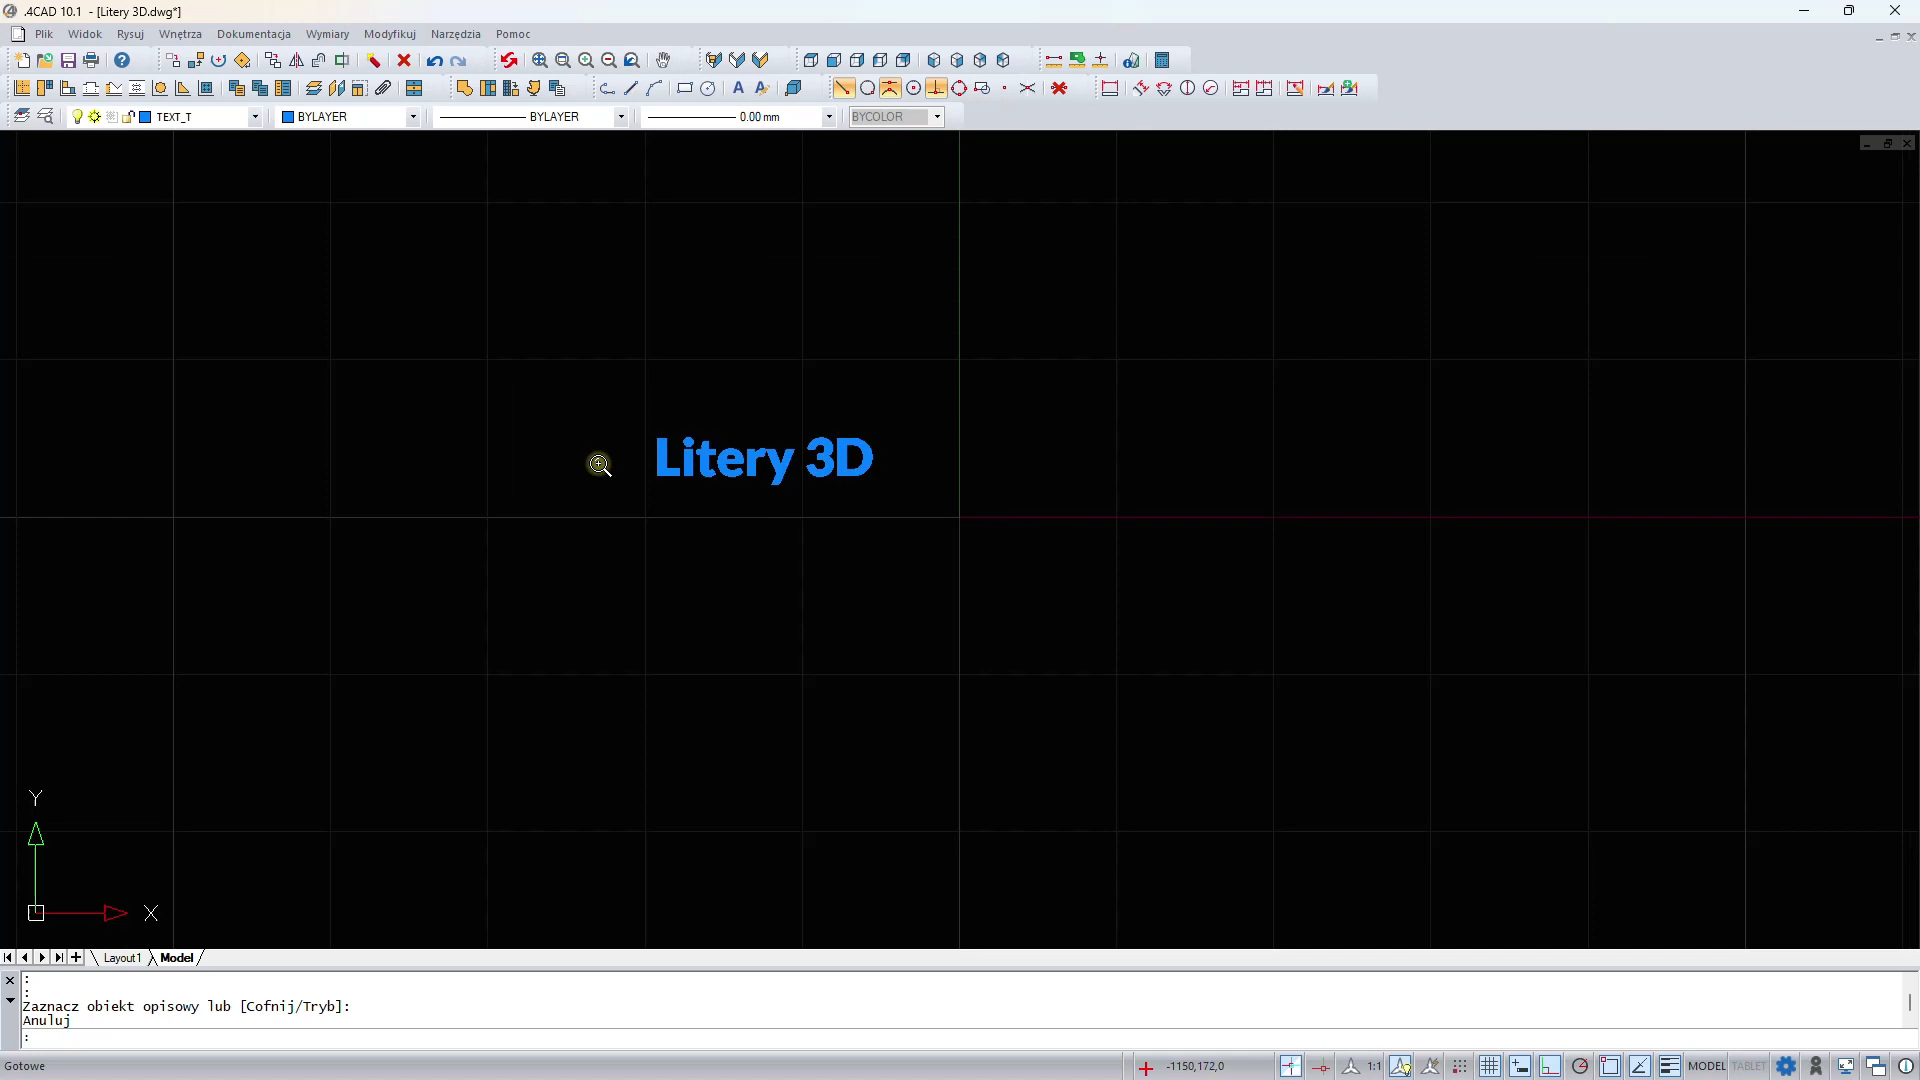 .4CAD 10.1 - [Litery 3D.dwg*]
Plik Widok Rysuj Wnętrza Dokumentacja Wymiary Modyfikuj Narzędzia Pomoc
TEXT_T BYLAYER BYLAYER 0.00 mm BYCOLOR
Litery 3D
Y
X
Layout1 Model
:
:
Zaznacz obiekt opisowy lub [Cofnij/Tryb]:
Anuluj
:
Gotowe -1150,172,0 1:1 MODEL TABLET